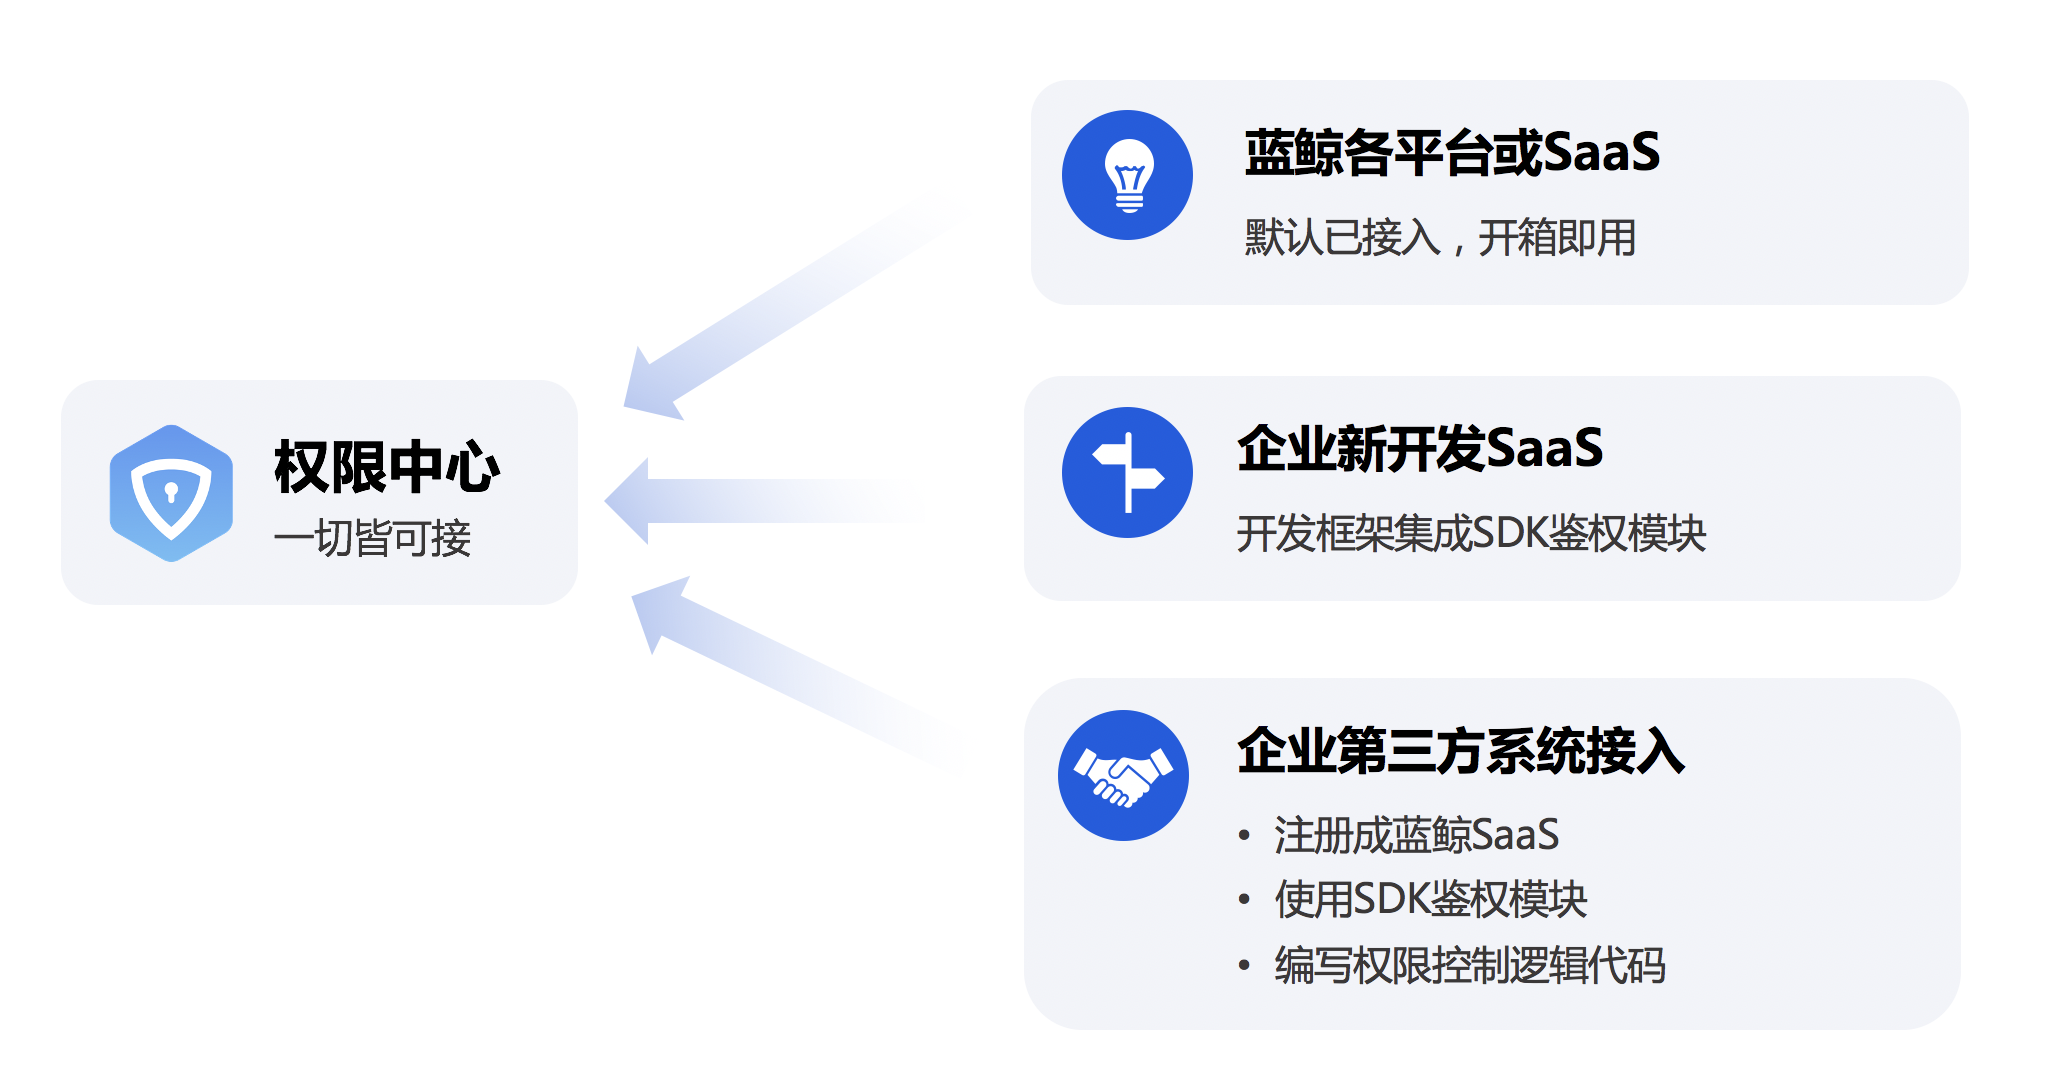 权限中心
一切皆可接
蓝鲸各平台或SaaS
默认已接入，开箱即用
企业新开发SaaS
开发框架集成SDK鉴权模块
企业第三方系统接入
• 注册成蓝鲸SaaS
• 使用SDK鉴权模块
• 编写权限控制逻辑代码